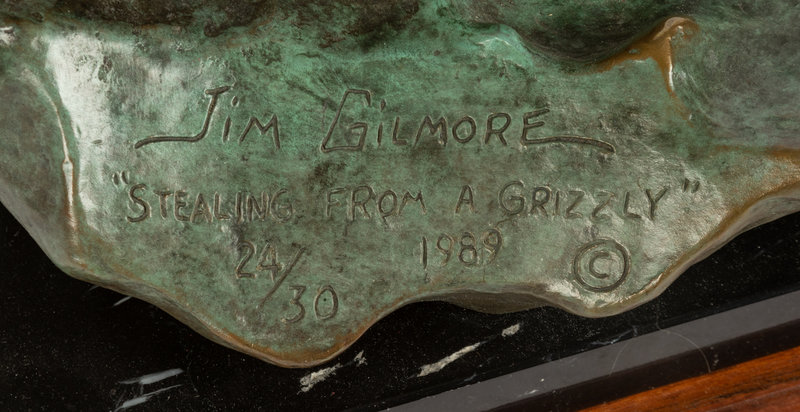 JIM GILMORE
"STEALING FROM A GRIZZLY"
24/30 1989 ©